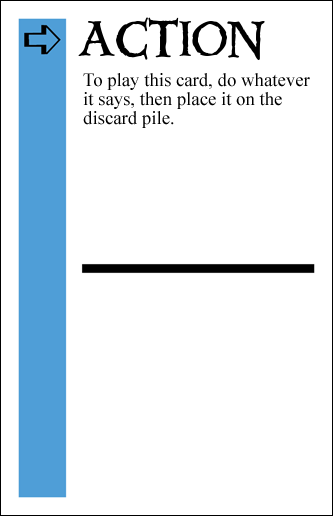 ACTION
To play this card, do whatever
it says, then place it on the
discard pile.